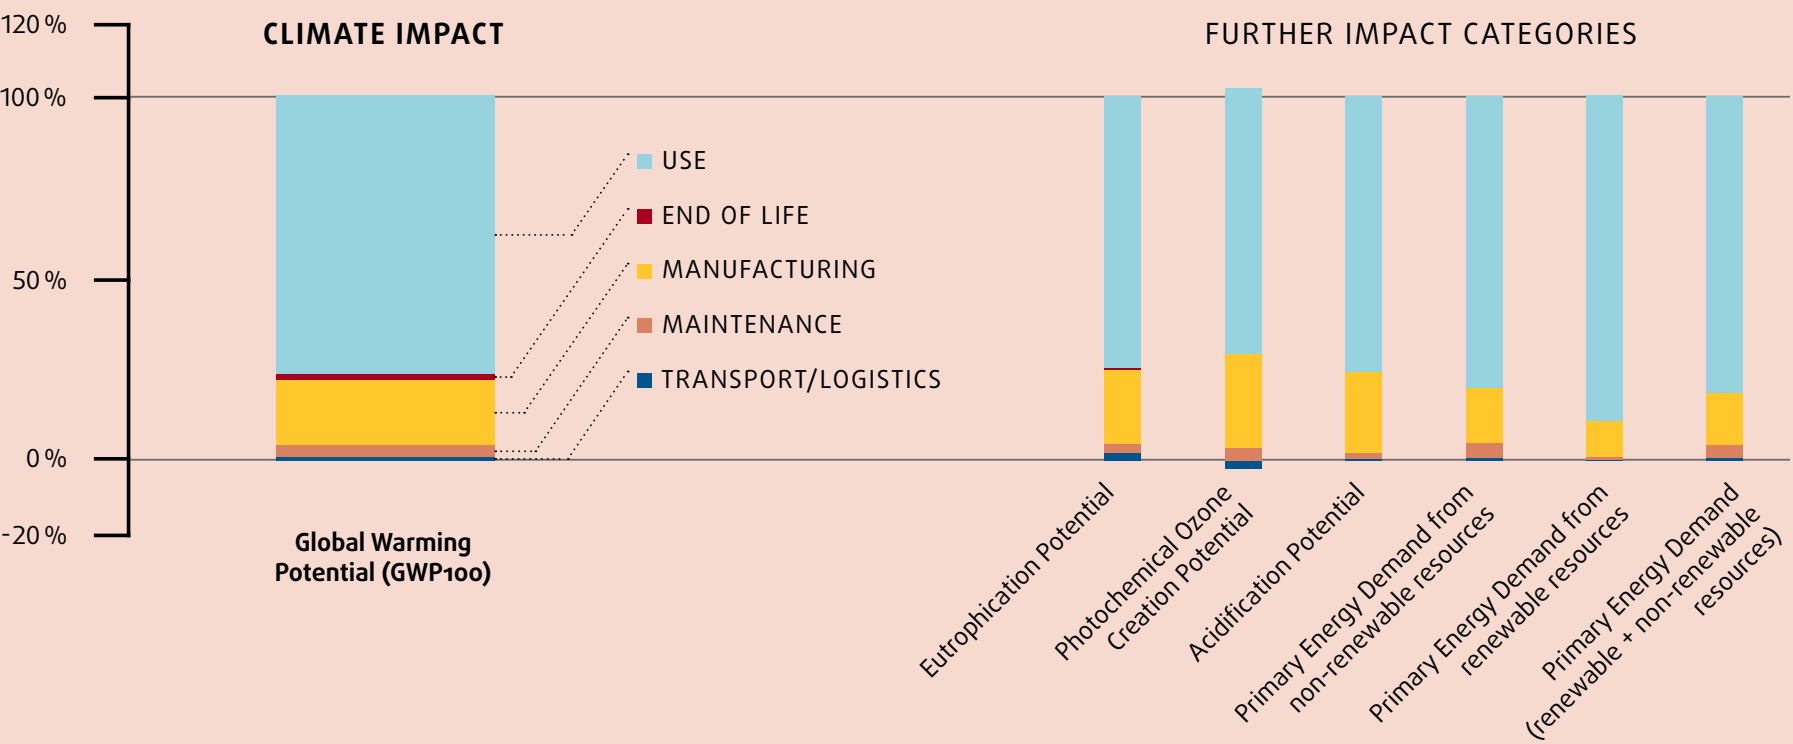 120 %
100 %
50 %
0 %
-20 %
CLIMATE IMPACT
USE
END OF LIFE
MANUFACTURING
MAINTENANCE
TRANSPORT/LOGISTICS
Global Warming
Potential (GWP100)
FURTHER IMPACT CATEGORIES
Eutrophication Potential
Photochemical Ozone
Creation Potential
Acidification Potential
Primary Energy Demand from
non-renewable resources
Primary Energy Demand from
renewable resources
Primary Energy Demand
(renewable + non-renewable
resources)